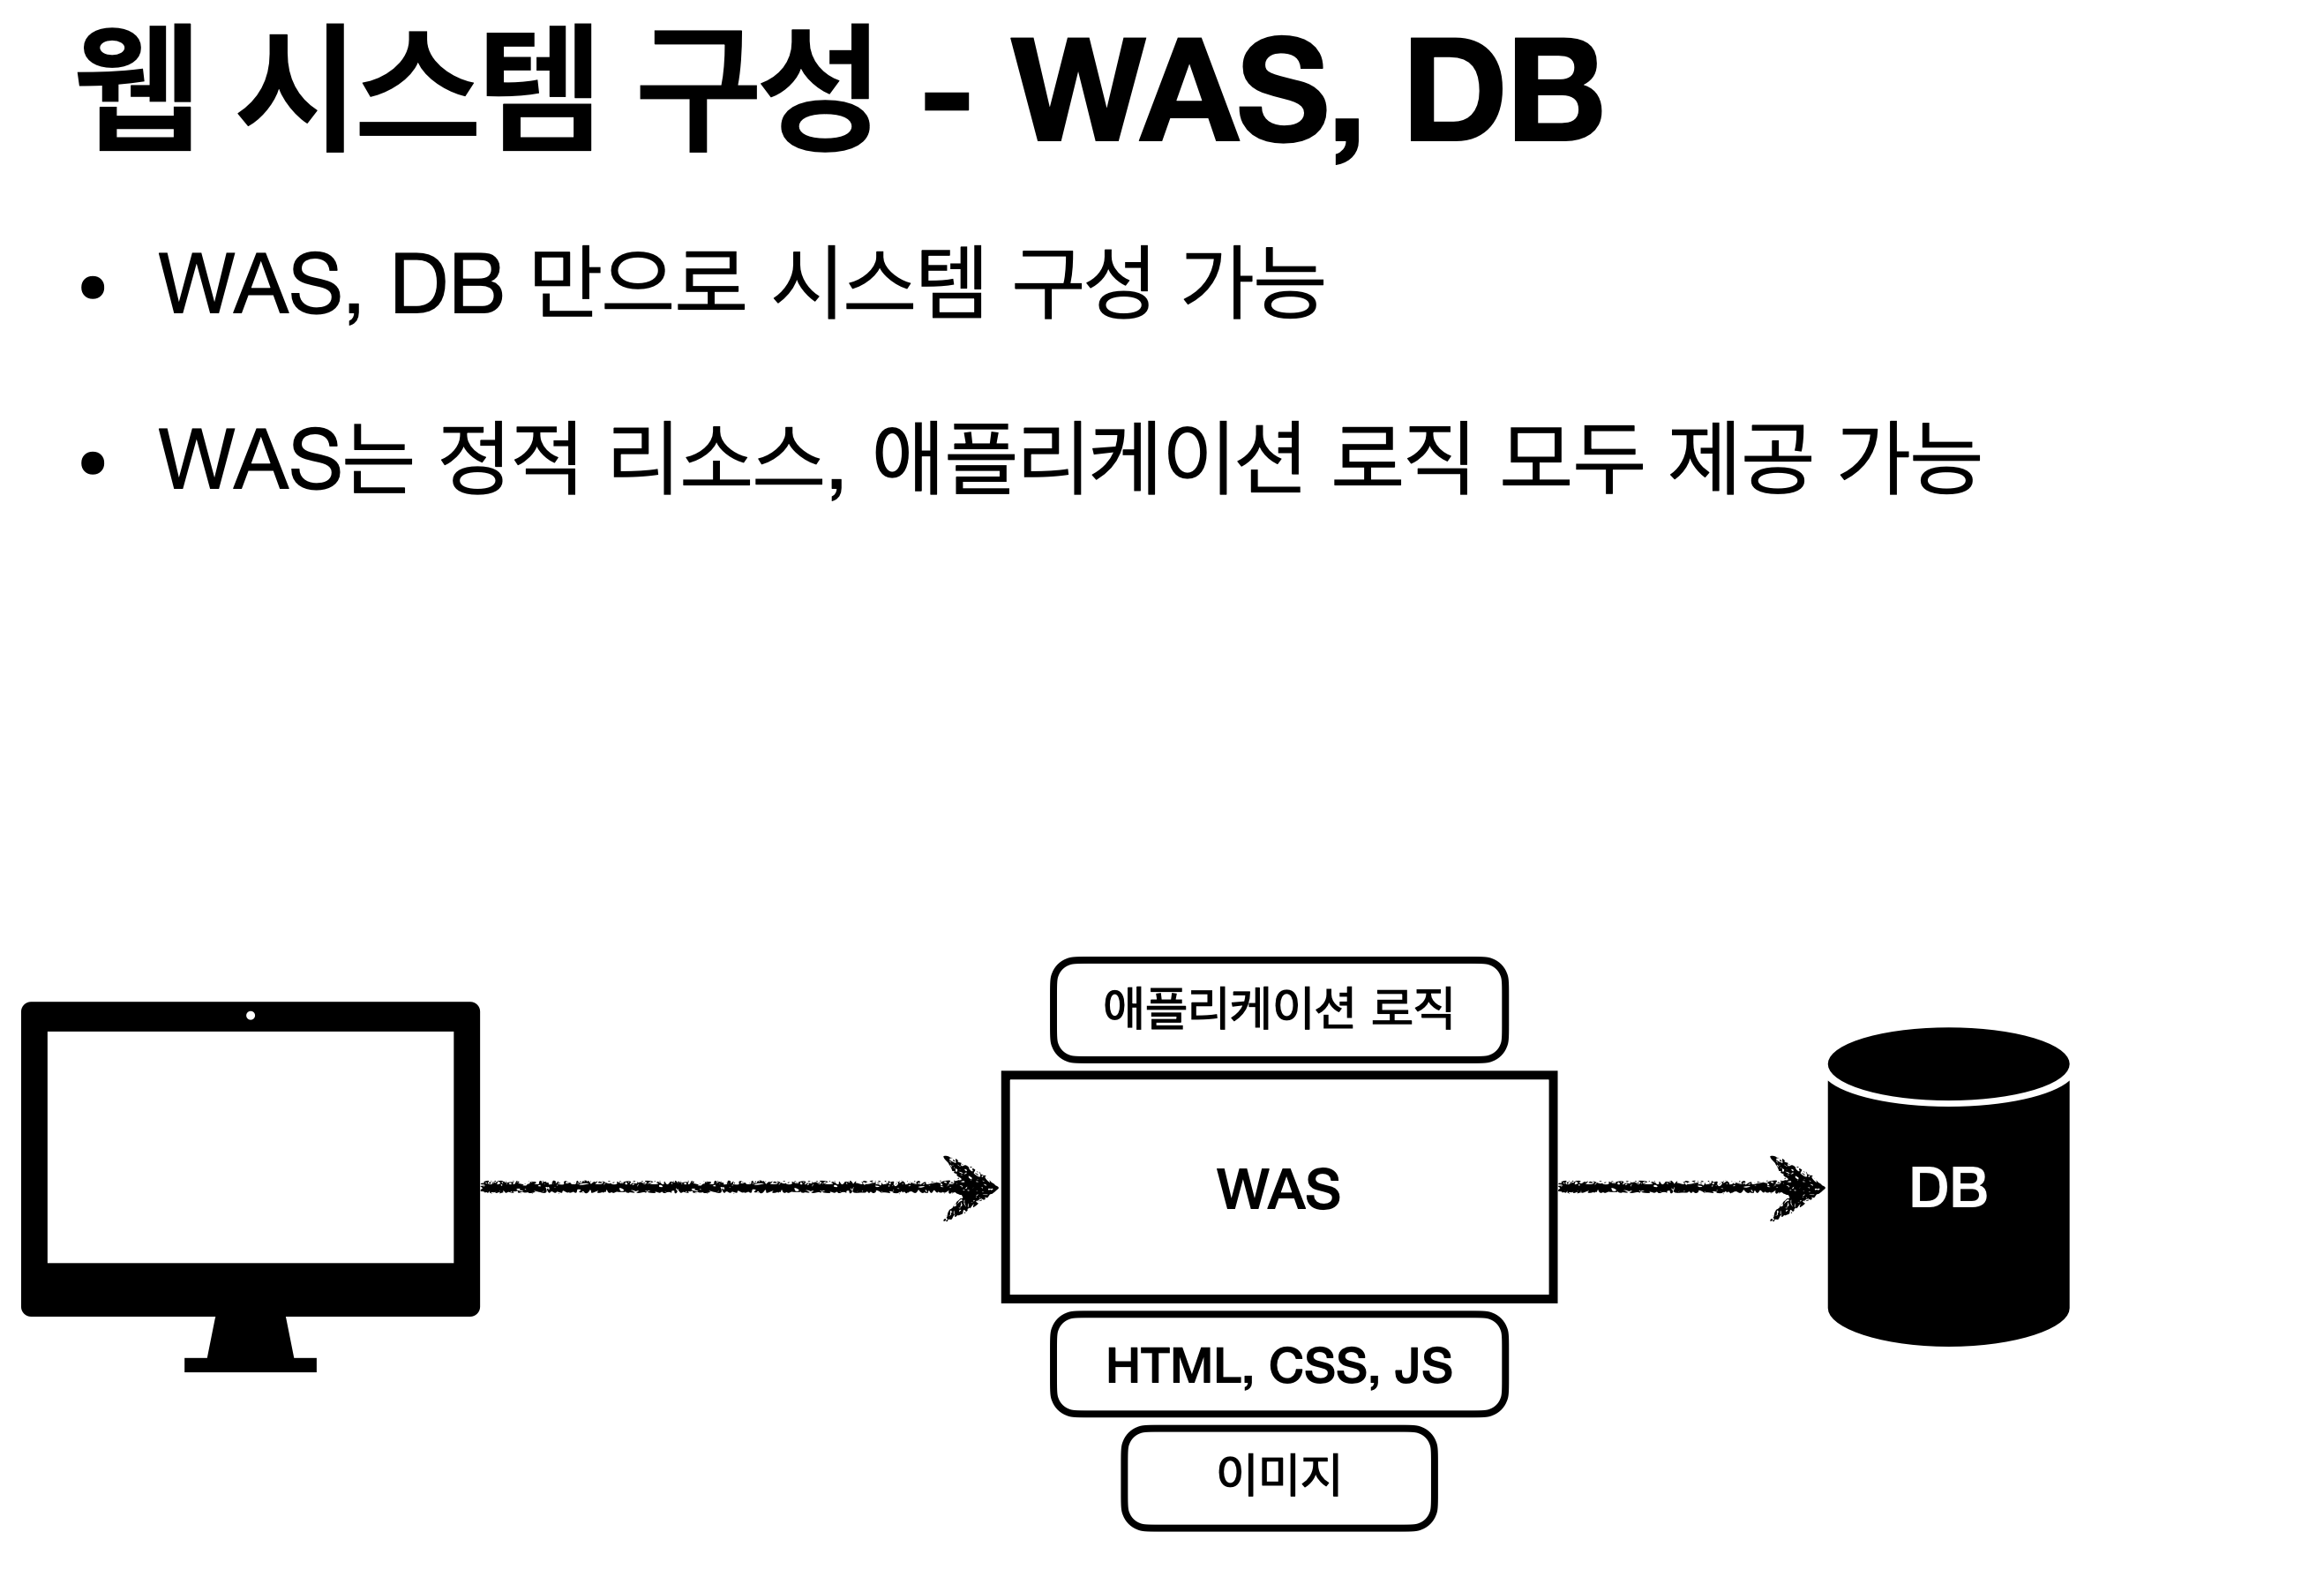 웹 시스템 구성 - WAS, DB
• WAS, DB 만으로 시스템 구성 가능
• WAS는 정적 리소스, 애플리케이션 로직 모두 제공 가능
애플리케이션 로직
WAS
DB
HTML, CSS, JS
이미지